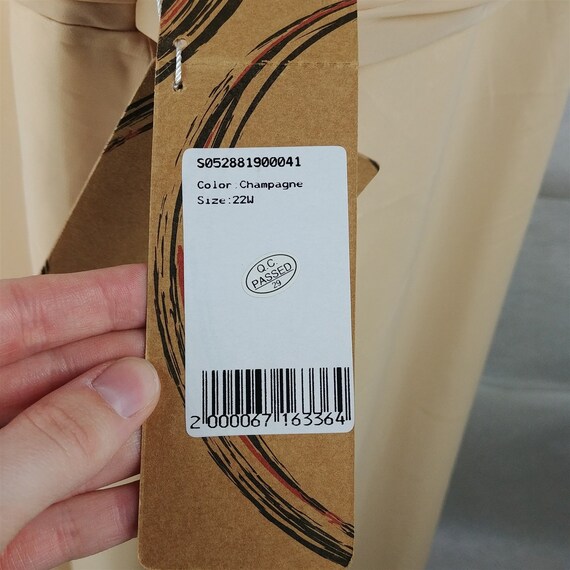 S052881900041
Color:Champagne
Size:22W
Q.C.
PASSED
29
2 000067 163364